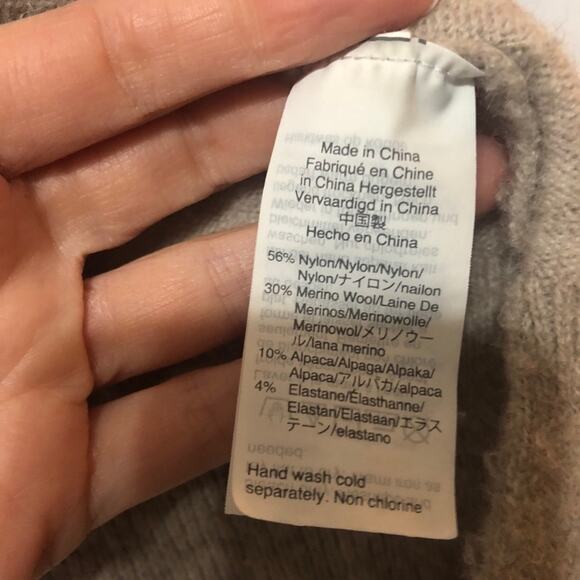 Made in China
Fabriqué en Chine
in China Hergestellt
Vervaardigd in China
中国製
Hecho en China
56% Nylon/Nylon/Nylon/
Nylon/ナイロン/nailon
30% Merino Wool/Laine De
Merinos/Merinowolle/
Merinowol/メリノウー
ル/lana merino
10% Alpaca/Alpaga/Alpaka/
Alpaca/アルパカ/alpaca
4% Elastane/Élasthanne/
Elastan/Elastaan/エラス
テーン/elastano
Hand wash cold
separately. Non chlorine